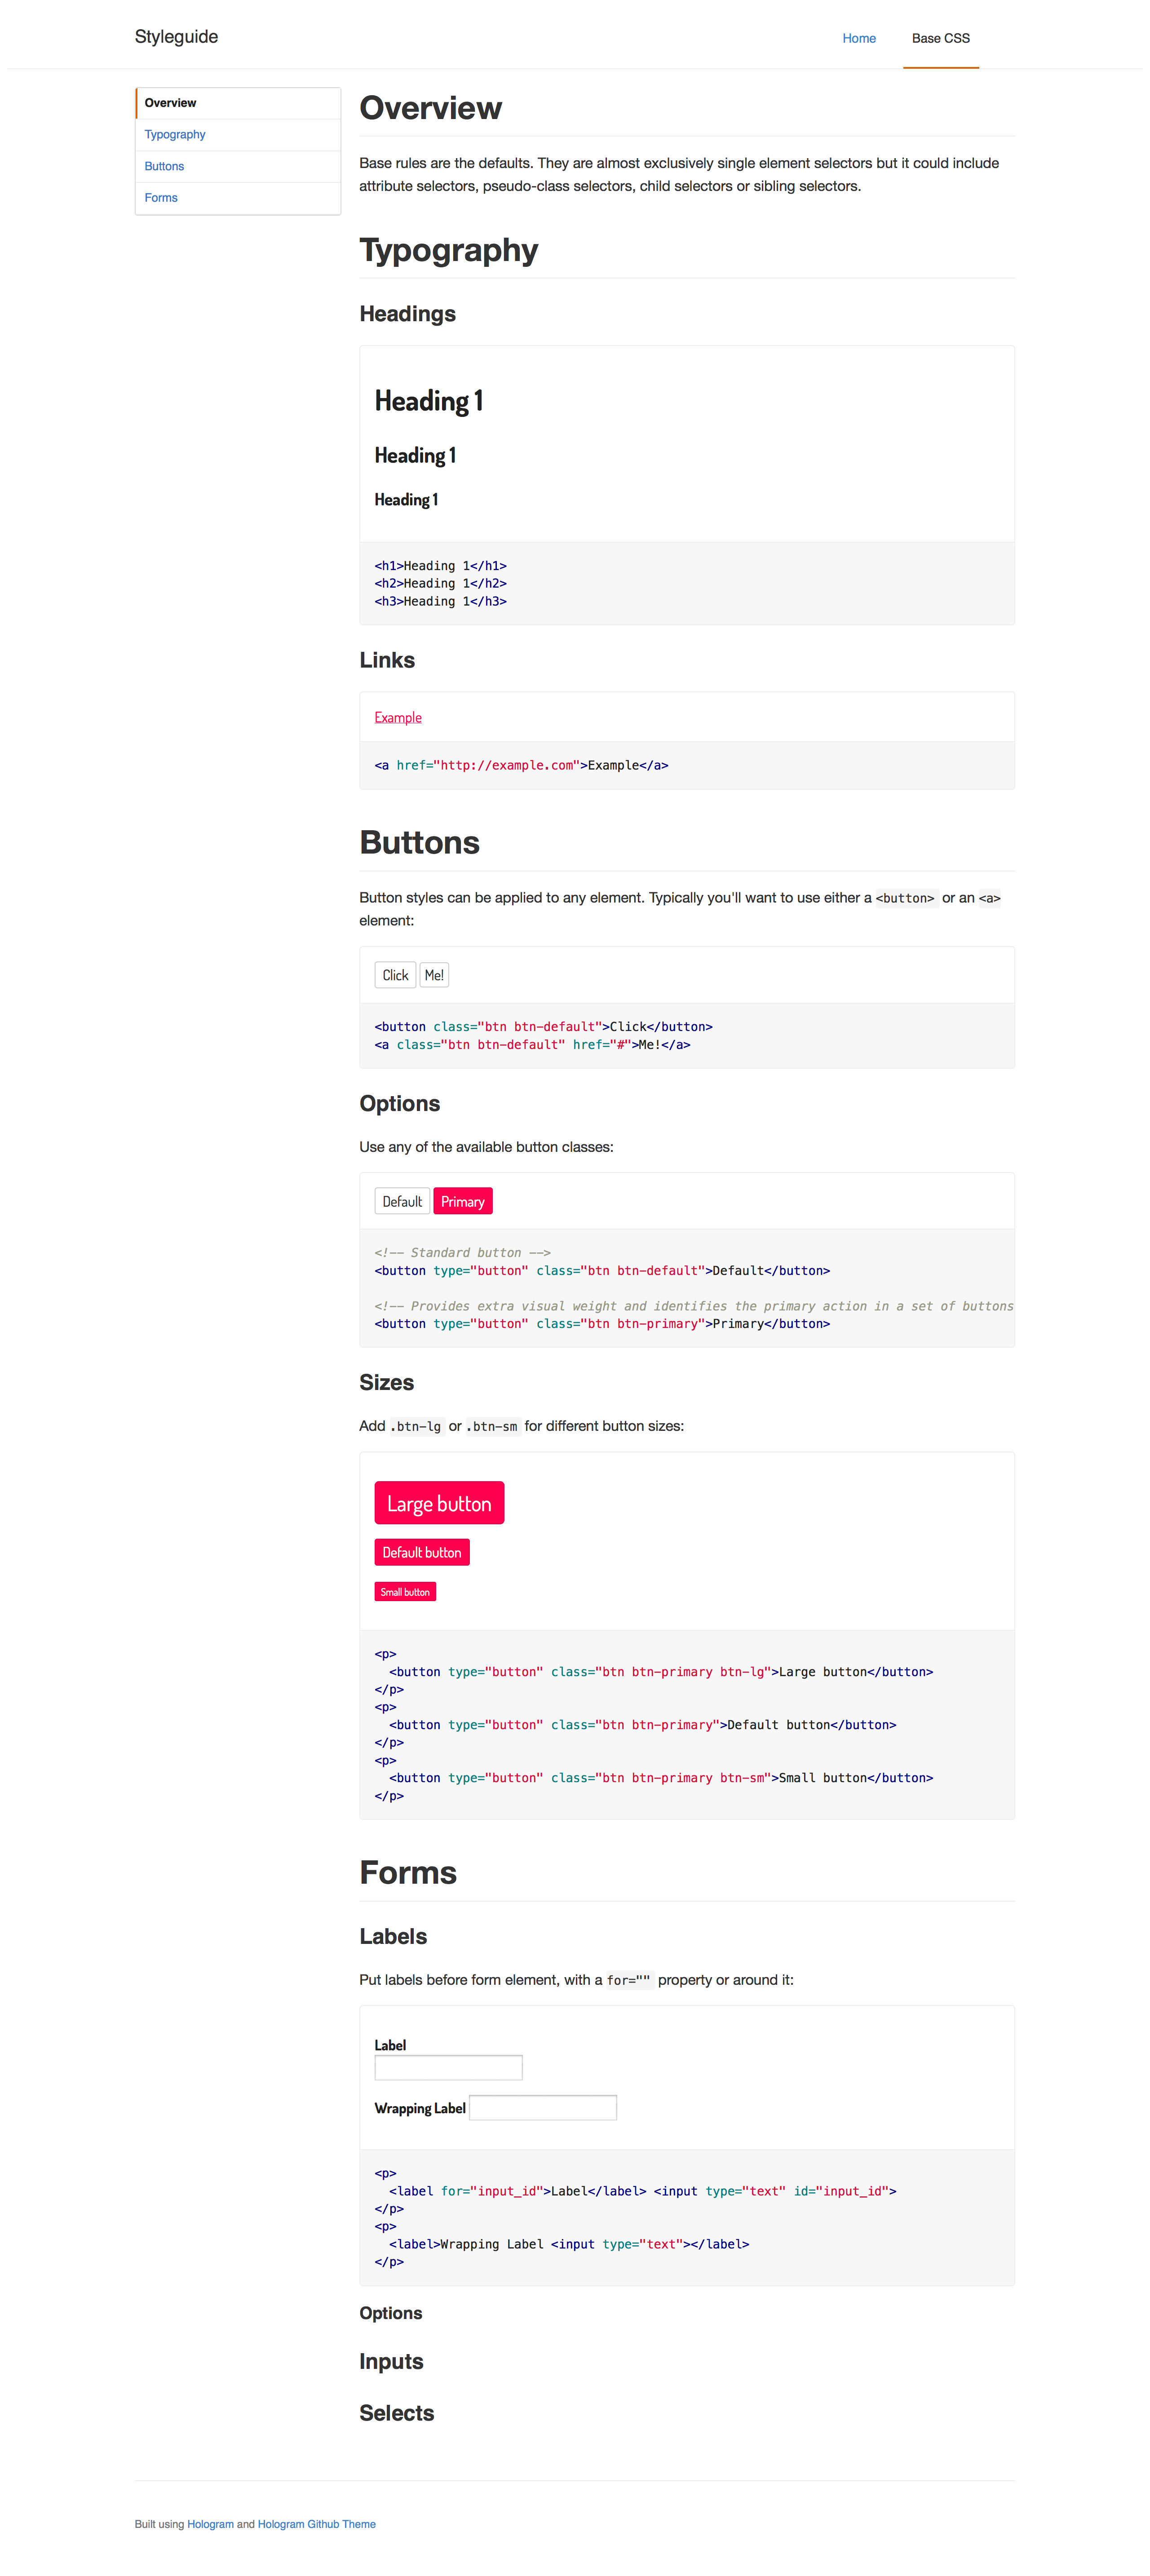 Styleguide
Home
Base CSS
Overview
Typography
Buttons
Forms
Overview
Base rules are the defaults. They are almost exclusively single element selectors but it could include
attribute selectors, pseudo-class selectors, child selectors or sibling selectors.
Typography
Headings
Heading 1
Heading 1
Heading 1
<h1>Heading 1</h1>
<h2>Heading 1</h2>
<h3>Heading 1</h3>
Links
Example
<a href="http://example.com">Example</a>
Buttons
Button styles can be applied to any element. Typically you'll want to use either a <button> or an <a>
element:
Click Me!
<button class="btn btn-default">Click</button>
<a class="btn btn-default" href="#">Me!</a>
Options
Use any of the available button classes:
Default Primary
<!-- Standard button -->
<button type="button" class="btn btn-default">Default</button>
<!-- Provides extra visual weight and identifies the primary action in a set of buttons
<button type="button" class="btn btn-primary">Primary</button>
Sizes
Add .btn-lg or .btn-sm for different button sizes:
Large button
Default button
Small button
<p>
  <button type="button" class="btn btn-primary btn-lg">Large button</button>
</p>
<p>
  <button type="button" class="btn btn-primary">Default button</button>
</p>
<p>
  <button type="button" class="btn btn-primary btn-sm">Small button</button>
</p>
Forms
Labels
Put labels before form element, with a for="" property or around it:
Label
Wrapping Label
<p>
  <label for="input_id">Label</label> <input type="text" id="input_id">
</p>
<p>
  <label>Wrapping Label <input type="text"></label>
</p>
Options
Inputs
Selects
Built using Hologram and Hologram Github Theme